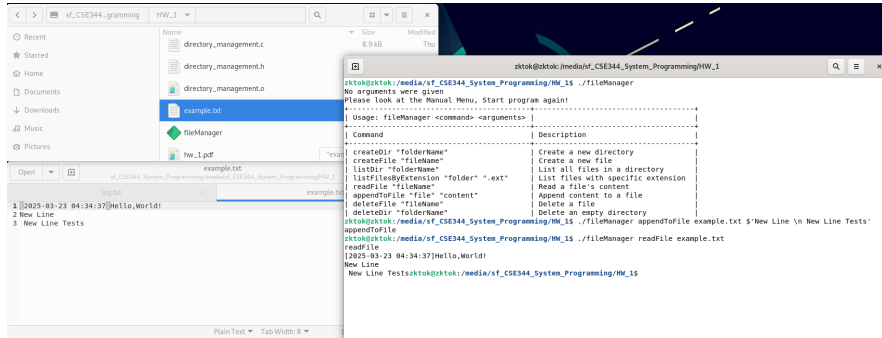 sf_CSE344...gramming HW_1
Name Size Modified
Recent
Starred
Home
Documents
Downloads
Music
Pictures
directory_management.c 8.9 kB Thu
directory_management.h
directory_management.o
example.txt
fileManager
hw_1.pdf
"exam
Open
example.txt
log.txt
example.txt
1 [2025-03-23 04:34:37]Hello,World!
2 New Line
3  New Line Tests
Plain Text Tab Width: 8
zktok@zktok: /media/sf_CSE344_System_Programming/HW_1
zktok@zktok:/media/sf_CSE344_System_Programming/HW_1$ ./fileManager
No arguments were given
Please look at the Manual Menu, Start program again!
+------------------------------------------+--------------------------------------+
| Usage: fileManager <command> <arguments> | |
+------------------------------------------+--------------------------------------+
| Command | Description |
+------------------------------------------+--------------------------------------+
| createDir "folderName" | Create a new directory |
| createFile "fileName" | Create a new file |
| listDir "folderName" | List all files in a directory |
| listFilesByExtension "folder" ".ext" | List files with specific extension |
| readFile "fileName" | Read a file's content |
| appendToFile "file" "content" | Append content to a file |
| deleteFile "fileName" | Delete a file |
| deleteDir "folderName" | Delete an empty directory |
zktok@zktok:/media/sf_CSE344_System_Programming/HW_1$ ./fileManager appendToFile example.txt $'New Line \n New Line Tests'
appendToFile
zktok@zktok:/media/sf_CSE344_System_Programming/HW_1$ ./fileManager readFile example.txt
readFile
[2025-03-23 04:34:37]Hello,World!
New Line
 New Line Testszktok@zktok:/media/sf_CSE344_System_Programming/HW_1$